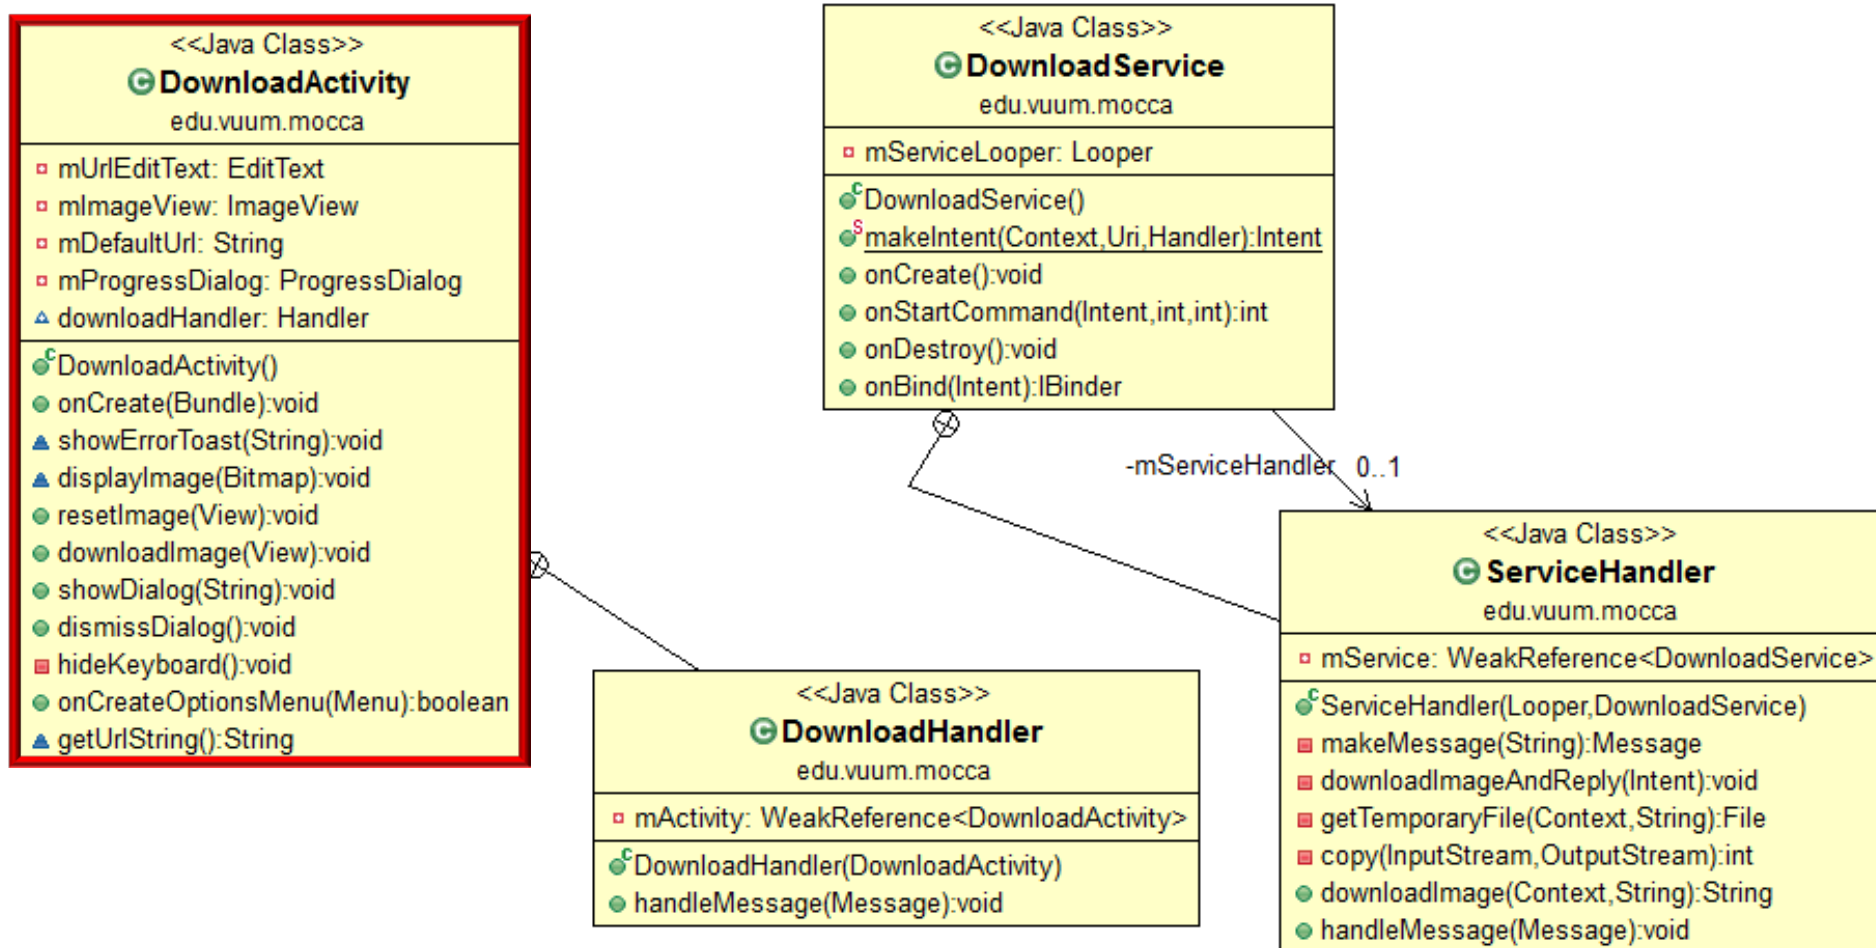 <<Java Class>>
DownloadActivity
edu.vuum.mocca
mUrlEditText: EditText
mImageView: ImageView
mDefaultUrl: String
mProgressDialog: ProgressDialog
downloadHandler: Handler
DownloadActivity()
onCreate(Bundle):void
showErrorToast(String):void
displayImage(Bitmap):void
resetImage(View):void
downloadImage(View):void
showDialog(String):void
dismissDialog():void
hideKeyboard():void
onCreateOptionsMenu(Menu):boolean
getUrlString():String
<<Java Class>>
DownloadService
edu.vuum.mocca
mServiceLooper: Looper
DownloadService()
makeIntent(Context,Uri,Handler):Intent
onCreate():void
onStartCommand(Intent,int,int):int
onDestroy():void
onBind(Intent):IBinder
-mServiceHandler 0..1
<<Java Class>>
DownloadHandler
edu.vuum.mocca
mActivity: WeakReference<DownloadActivity>
DownloadHandler(DownloadActivity)
handleMessage(Message):void
<<Java Class>>
ServiceHandler
edu.vuum.mocca
mService: WeakReference<DownloadService>
ServiceHandler(Looper,DownloadService)
makeMessage(String):Message
downloadImageAndReply(Intent):void
getTemporaryFile(Context,String):File
copy(InputStream,OutputStream):int
downloadImage(Context,String):String
handleMessage(Message):void